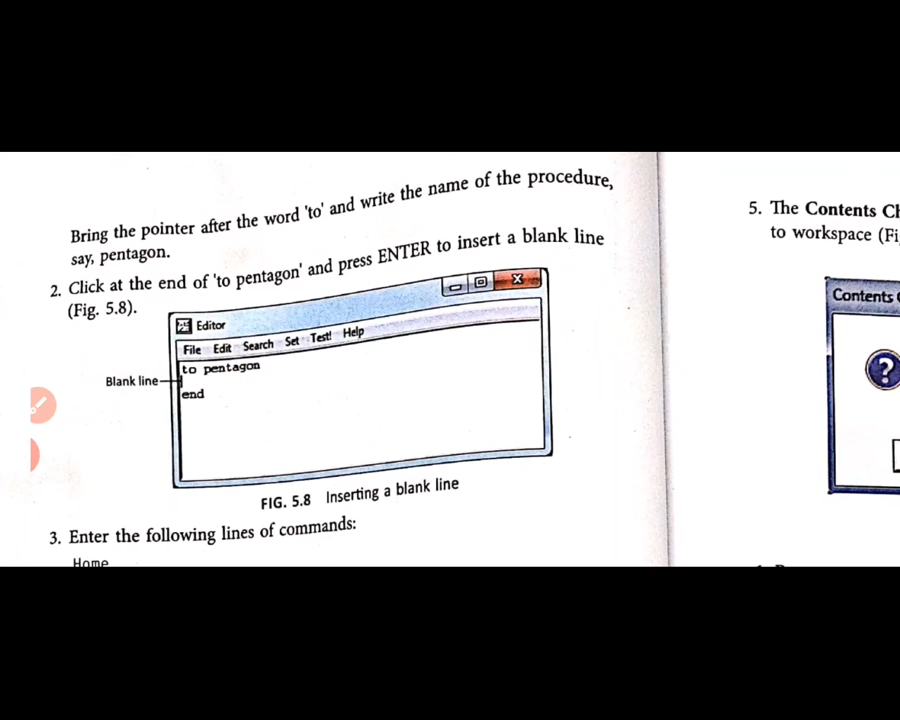 Bring the pointer after the word 'to' and write the name of the procedure,
say, pentagon.
2. Click at the end of 'to pentagon' and press ENTER to insert a blank line
(Fig. 5.8).
Editor
File Edit Search Set Test! Help
to pentagon
Blank line
end
FIG. 5.8 Inserting a blank line
3. Enter the following lines of commands:
Home
5. The Contents
to workspace
Contents
?